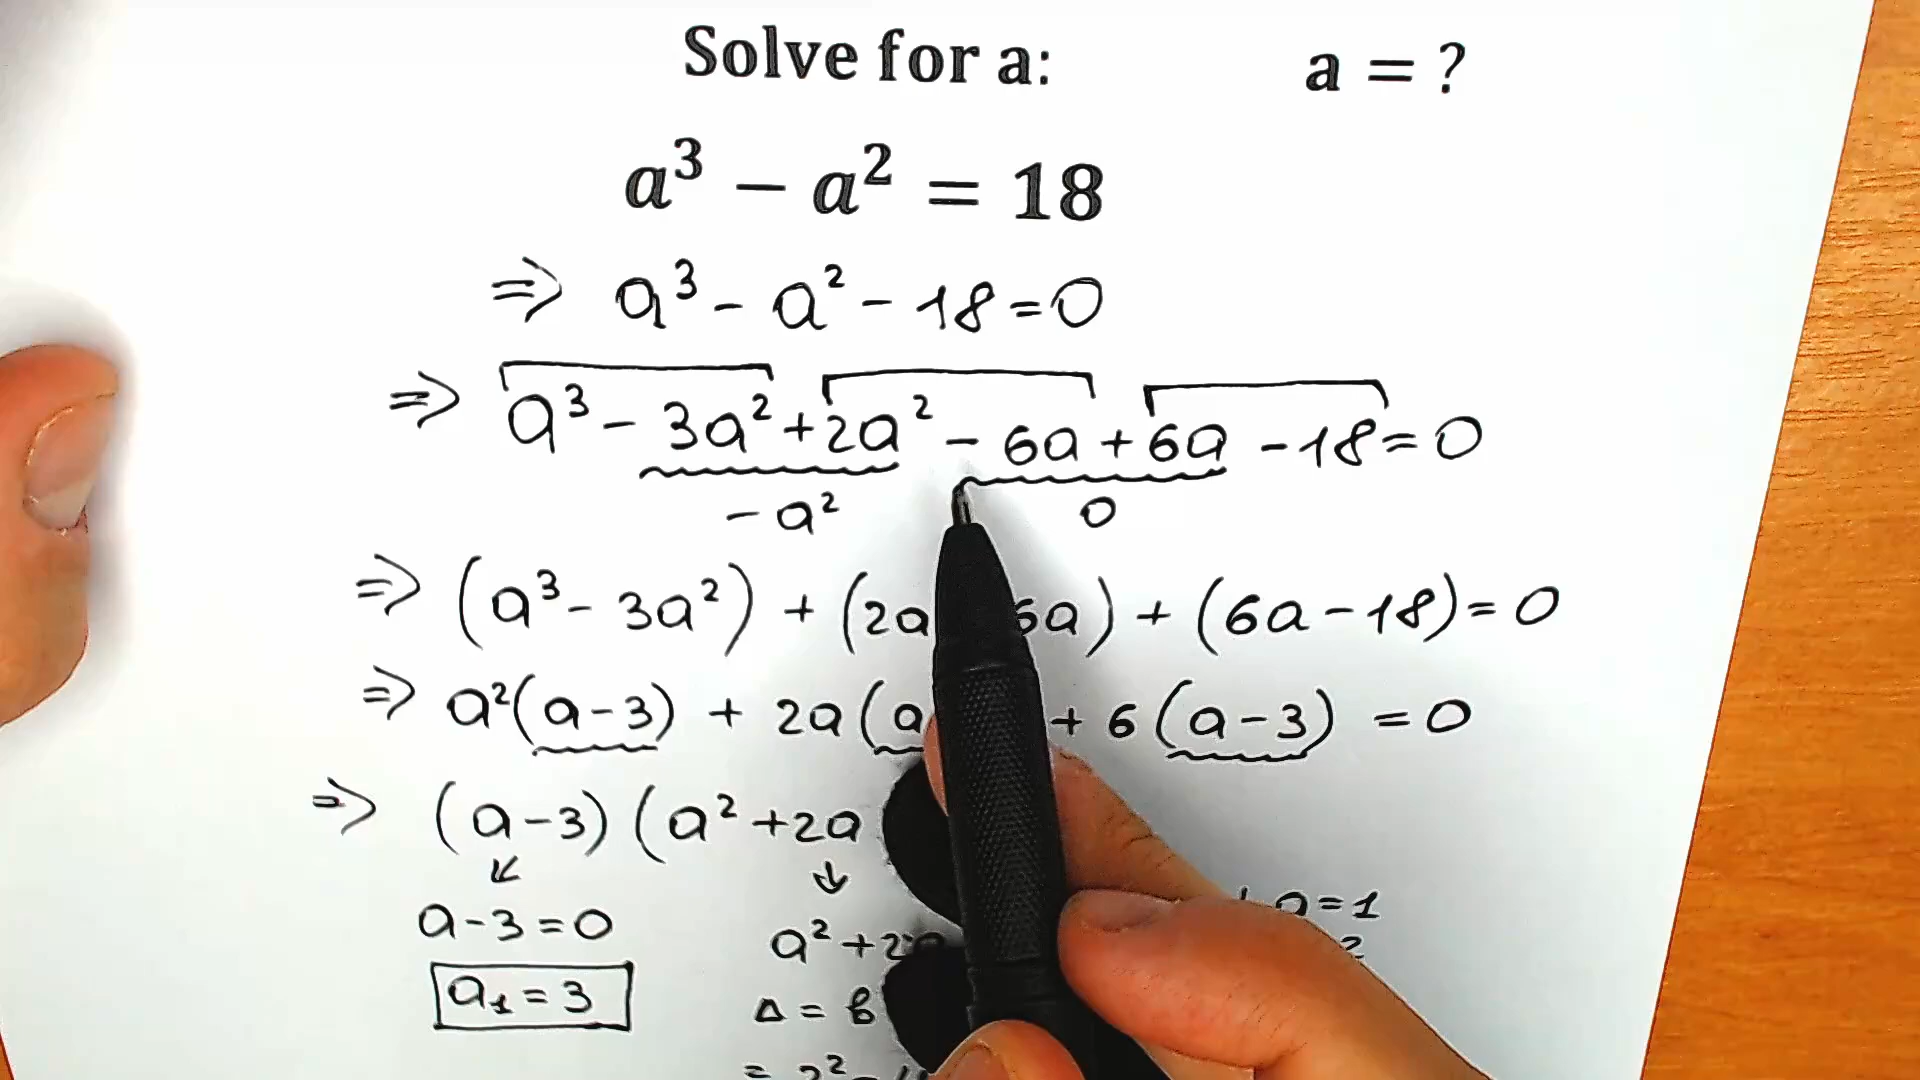 Solve for a: a = ?
a³ − a² = 18
⇒ a³ - a² - 18 = 0
⇒ a³ - 3a² + 2a² - 6a + 6a - 18 = 0
- a² 0
⇒ (a³ - 3a²) + (2a 6a) + (6a - 18) = 0
⇒ a²(a - 3) + 2a(a + 6(a - 3) = 0
⇒ (a - 3)(a² + 2a
↙ ↓
a - 3 = 0 a² + 2 a = 1
a₁ = 3 Δ = b
= 2² -